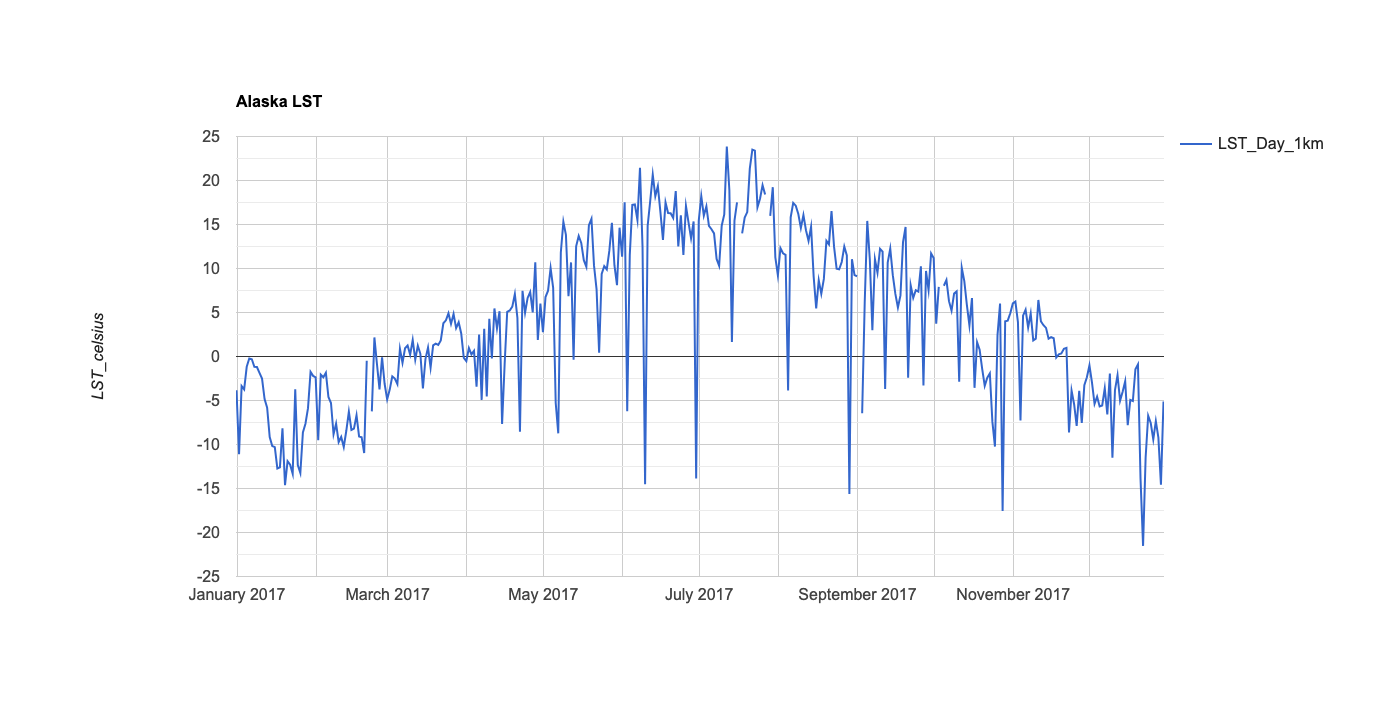 Alaska LST
LST_Day_1km
25
20
15
10
5
0
-5
-10
-15
-20
-25
LST_celsius
January 2017
March 2017
May 2017
July 2017
September 2017
November 2017